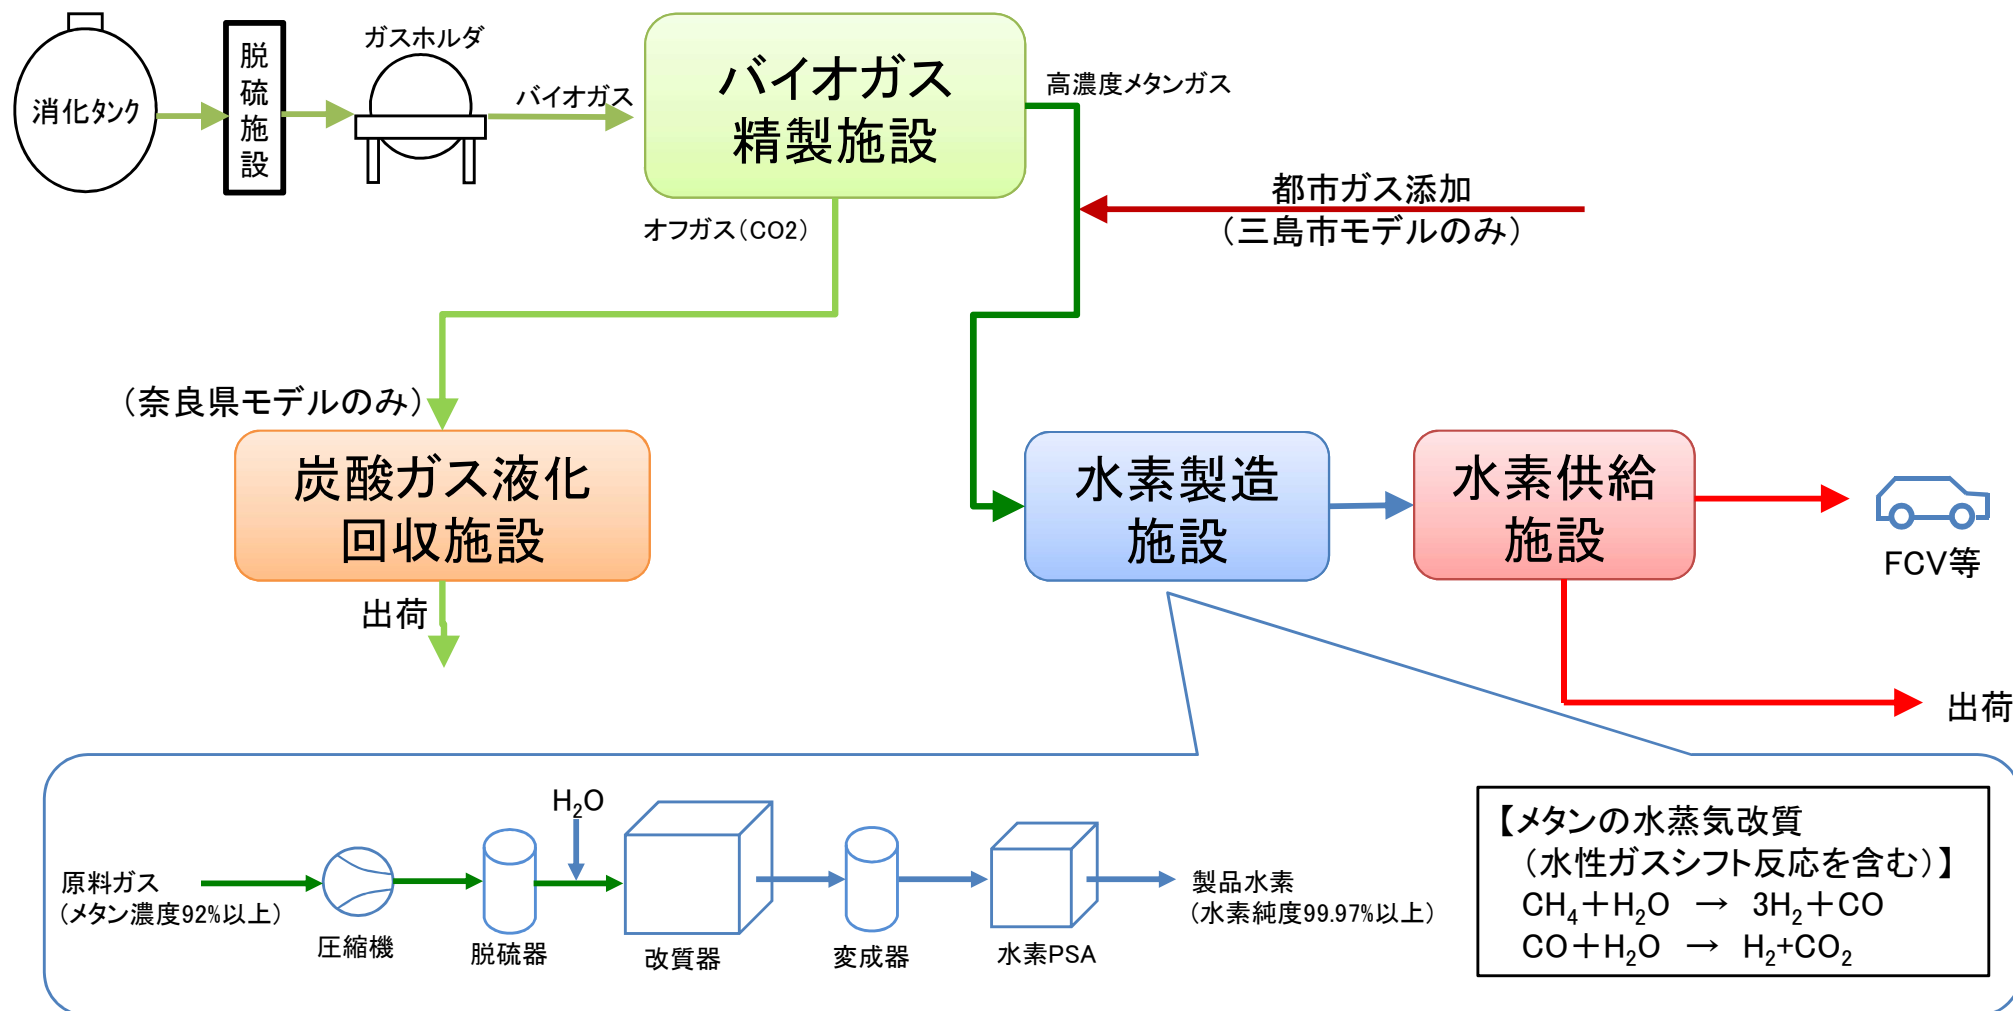 消化タンク
脱硫施設
ガスホルダ
バイオガス
バイオガス
精製施設
高濃度メタンガス
都市ガス添加
（三島市モデルのみ）
オフガス（CO2）
（奈良県モデルのみ）
炭酸ガス液化
回収施設
出荷
水素製造
施設
水素供給
施設
FCV等
出荷
H₂O
原料ガス
（メタン濃度92%以上）
圧縮機
脱硫器
改質器
変成器
水素PSA
製品水素
（水素純度99.97%以上）
【メタンの水蒸気改質
（水性ガスシフト反応を含む）】
CH₄＋H₂O → 3H₂＋CO
CO＋H₂O → H₂+CO₂